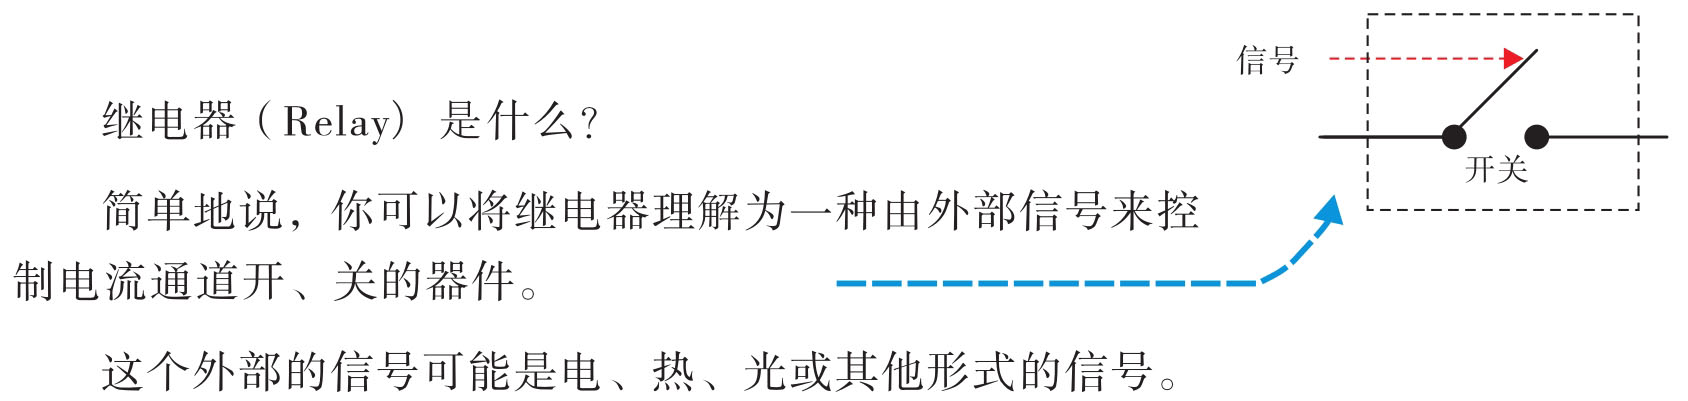 信号
继电器（Relay）是什么？
开关
简单地说，你可以将继电器理解为一种由外部信号来控
制电流通道开、关的器件。
这个外部的信号可能是电、热、光或其他形式的信号。